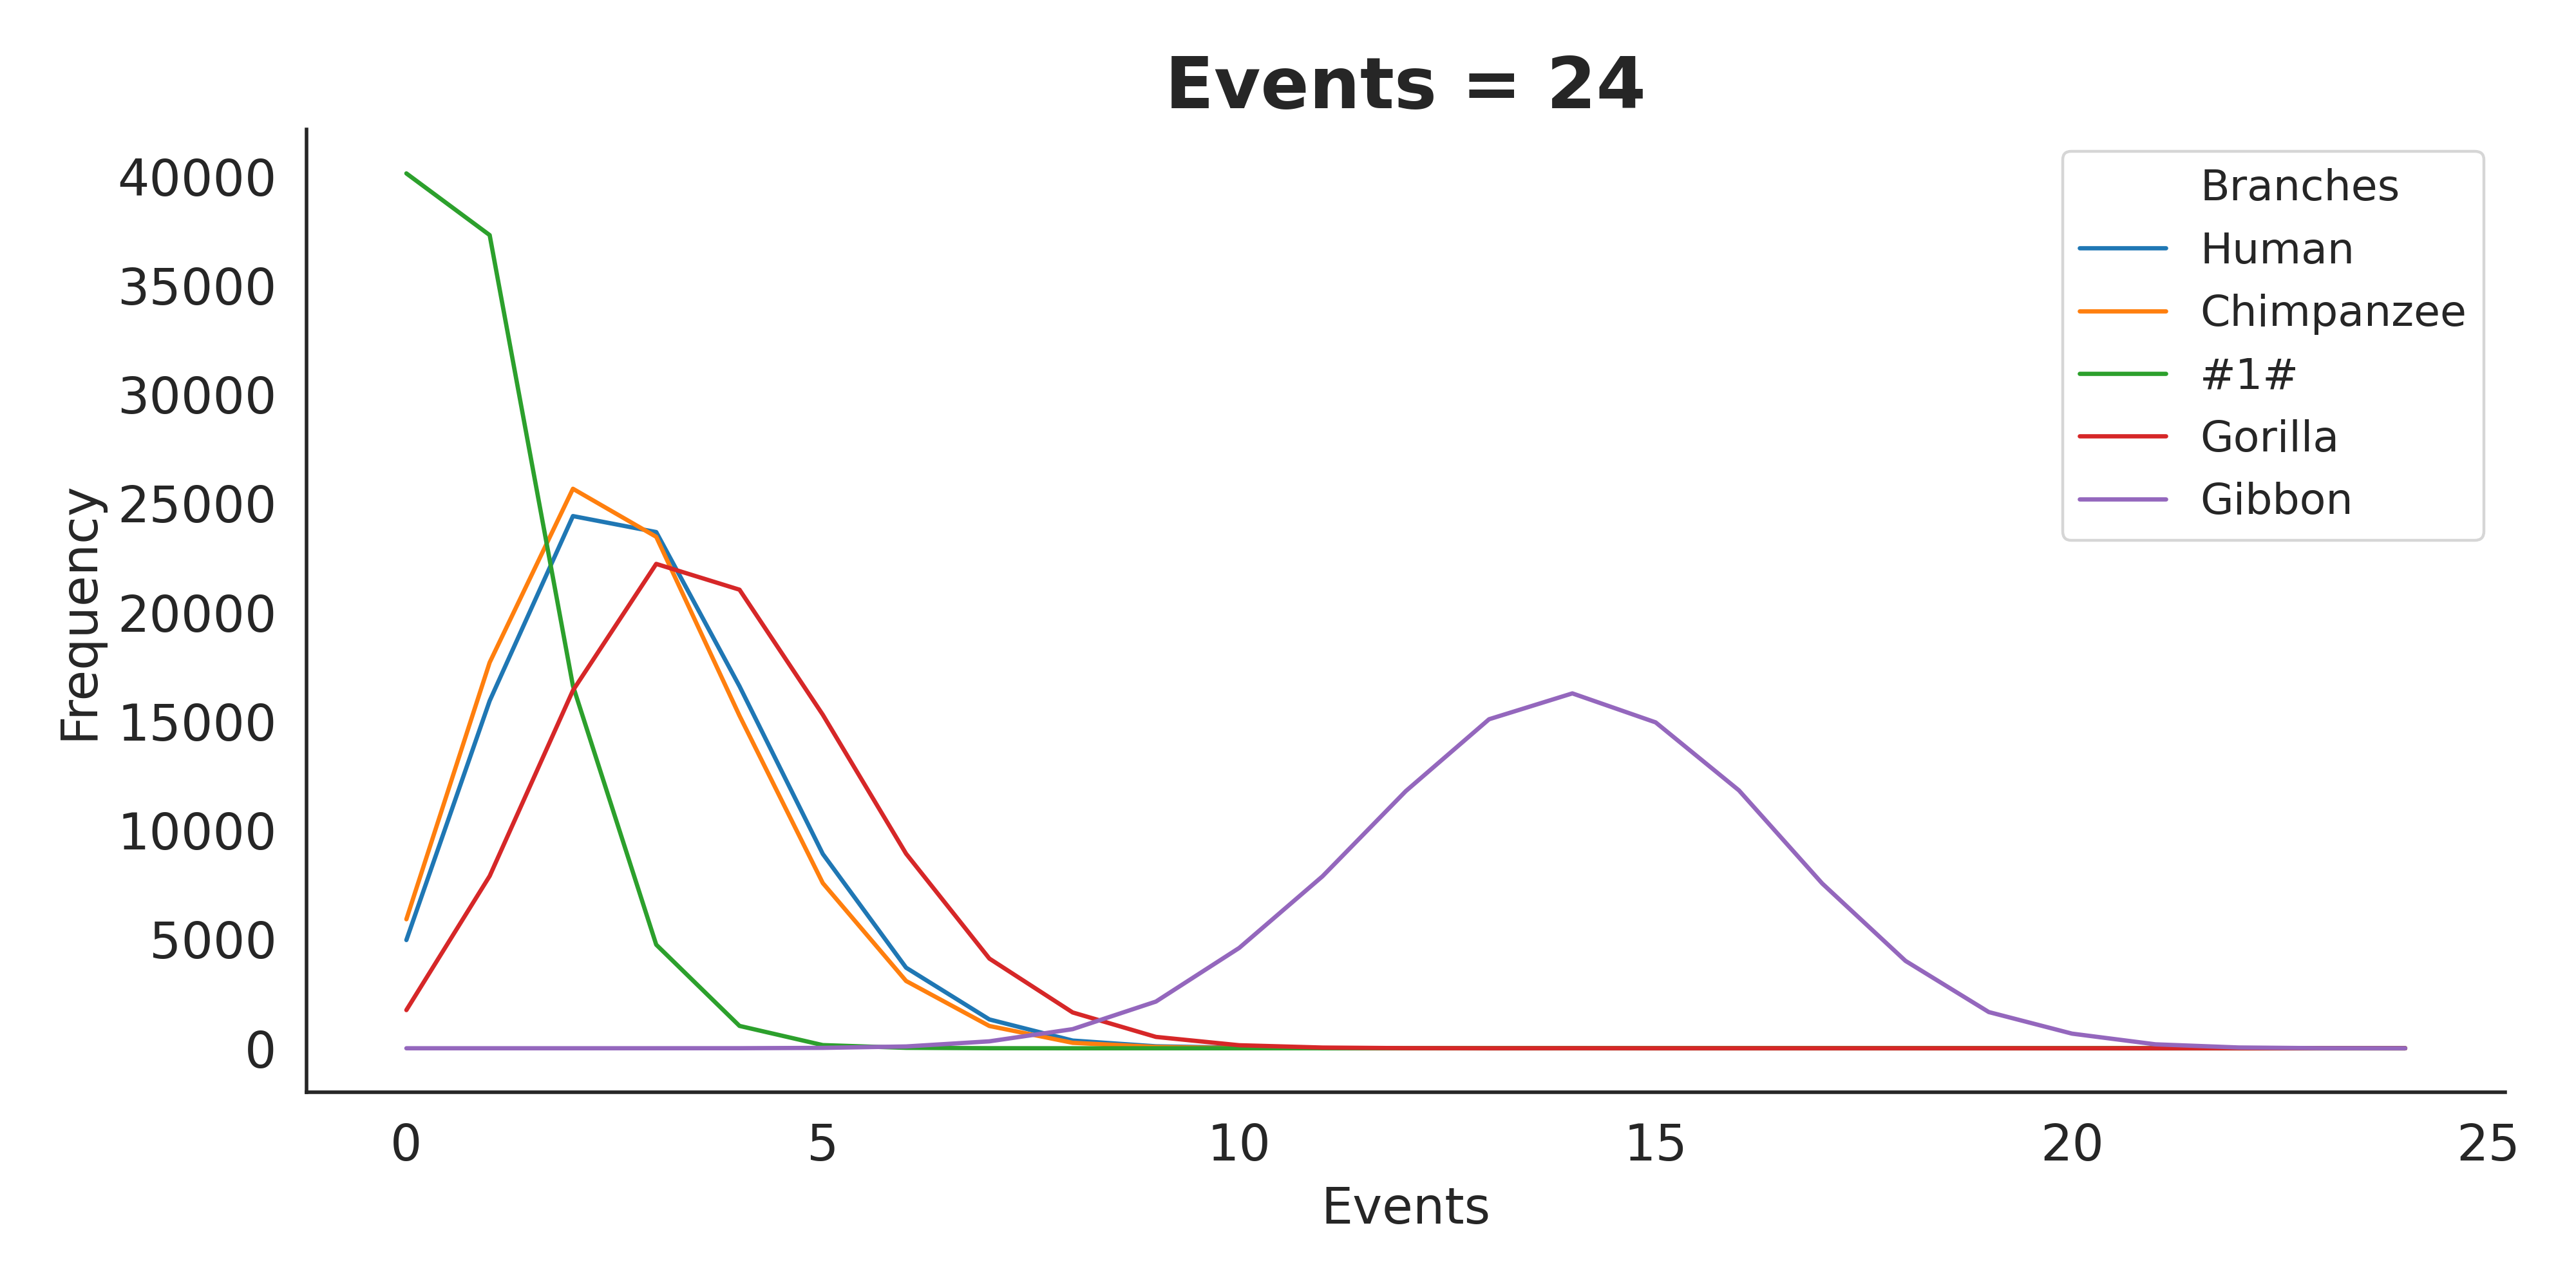 Events = 24
Frequency
40000
35000
30000
25000
20000
15000
10000
5000
0
0 5 10 15 20 25
Events
Branches
Human
Chimpanzee
#1#
Gorilla
Gibbon